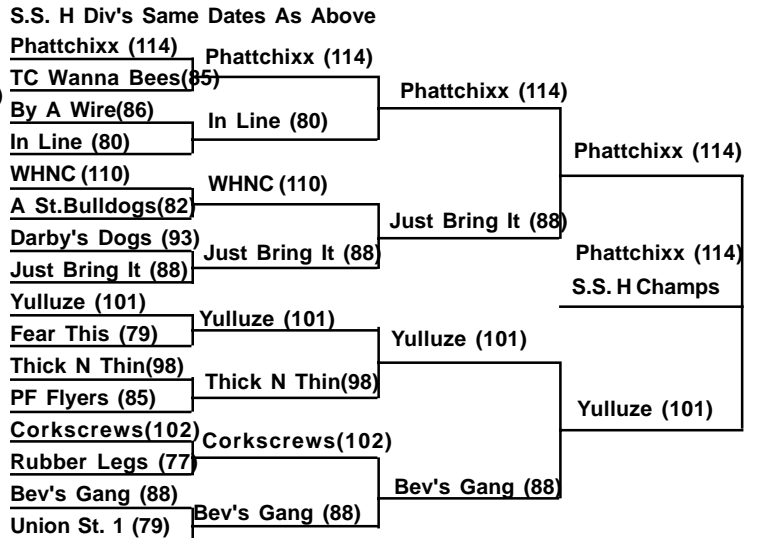 S.S. H Div's Same Dates As Above
Phattchixx (114)
TC Wanna Bees(85)
By A Wire(86)
In Line (80)
WHNC (110)
A St.Bulldogs(82)
Darby's Dogs (93)
Just Bring It (88)
Yulluze (101)
Fear This (79)
Thick N Thin(98)
PF Flyers (85)
Corkscrews(102)
Rubber Legs (77)
Bev's Gang (88)
Union St. 1 (79)
Phattchixx (114)
In Line (80)
WHNC (110)
Just Bring It (88)
Yulluze (101)
Thick N Thin(98)
Corkscrews(102)
Bev's Gang (88)
Phattchixx (114)
Just Bring It (88)
Yulluze (101)
Bev's Gang (88)
Phattchixx (114)
Yulluze (101)
Phattchixx (114)
S.S. H Champs